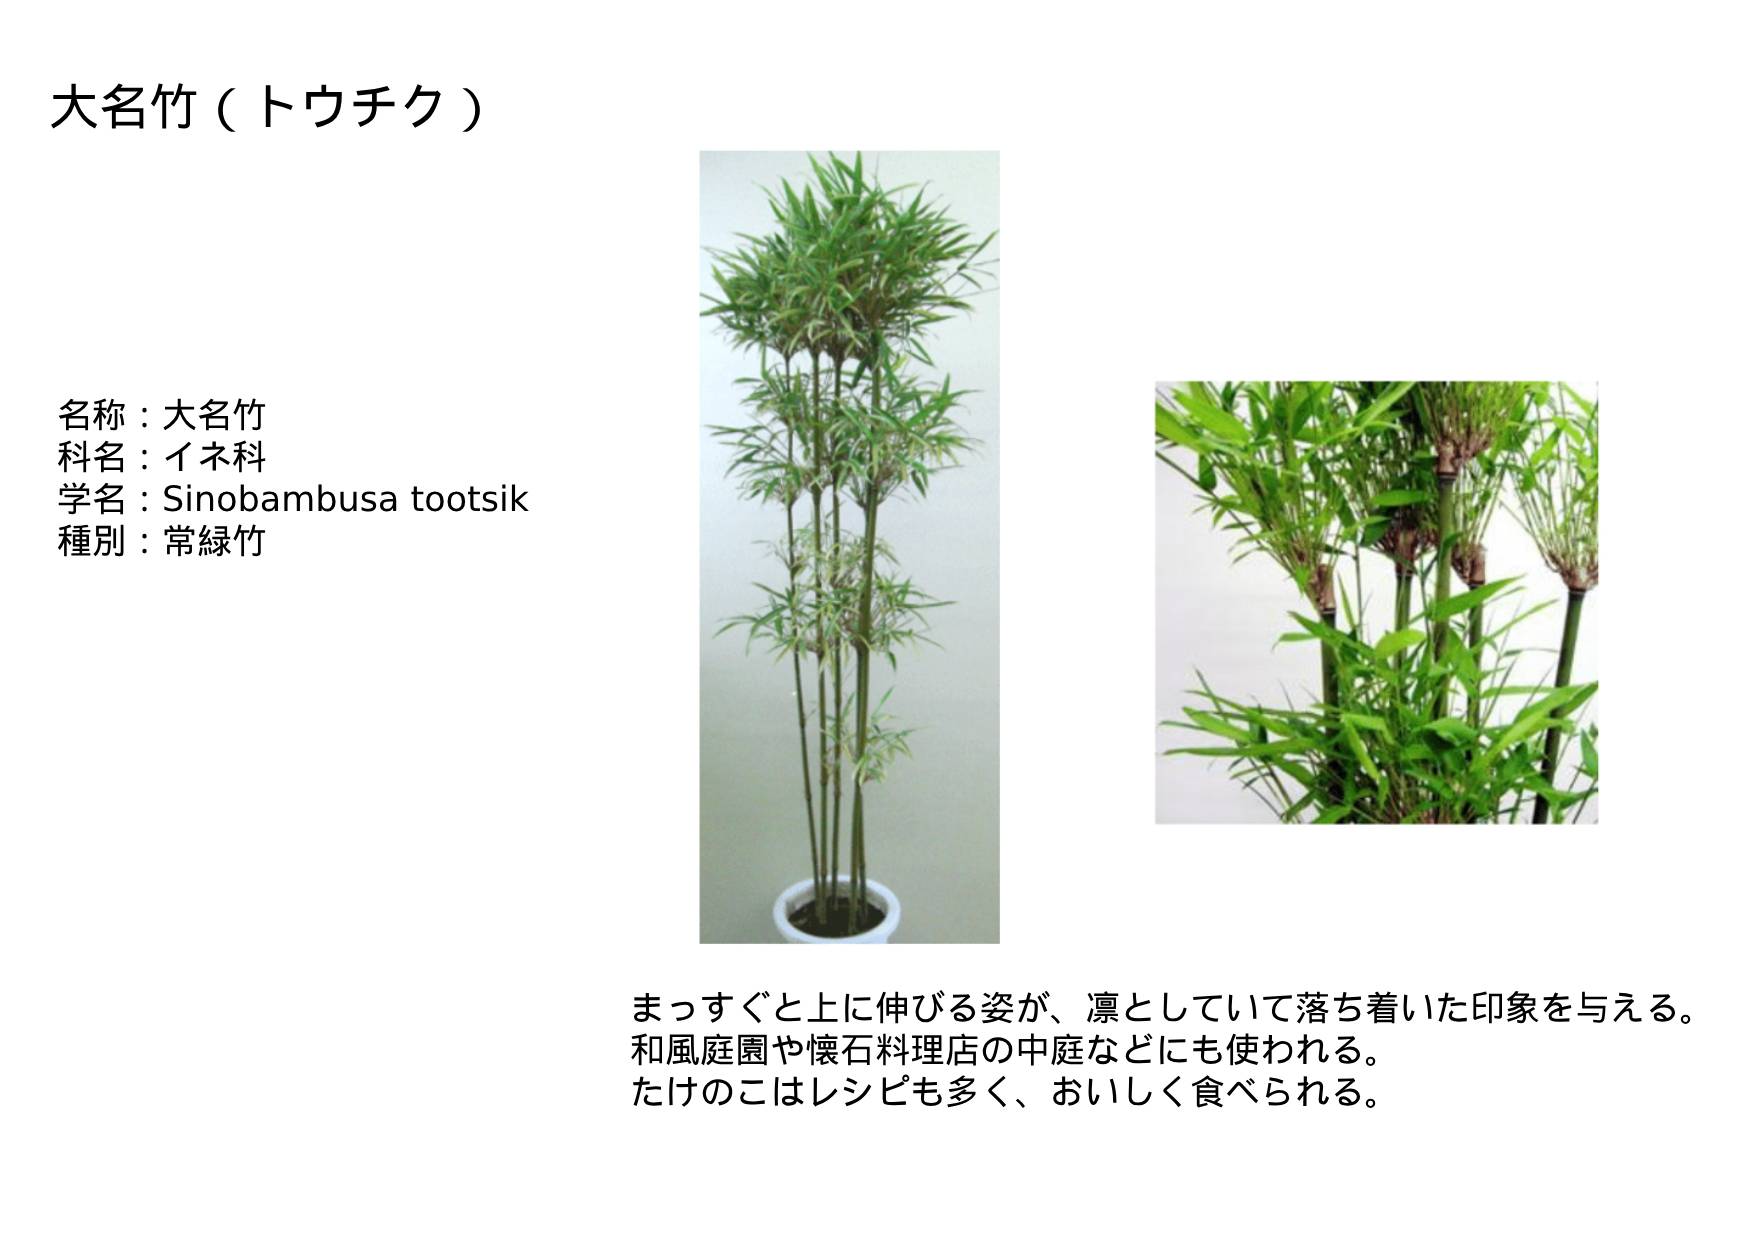 大名竹（トウチク）
名称：大名竹
科名：イネ科
学名：Sinobambusa tootsik
種別：常緑竹
まっすぐと上に伸びる姿が、凛としていて落ち着いた印象を与える。
和風庭園や懐石料理店の中庭などにも使われる。
たけのこはレシピも多く、おいしく食べられる。